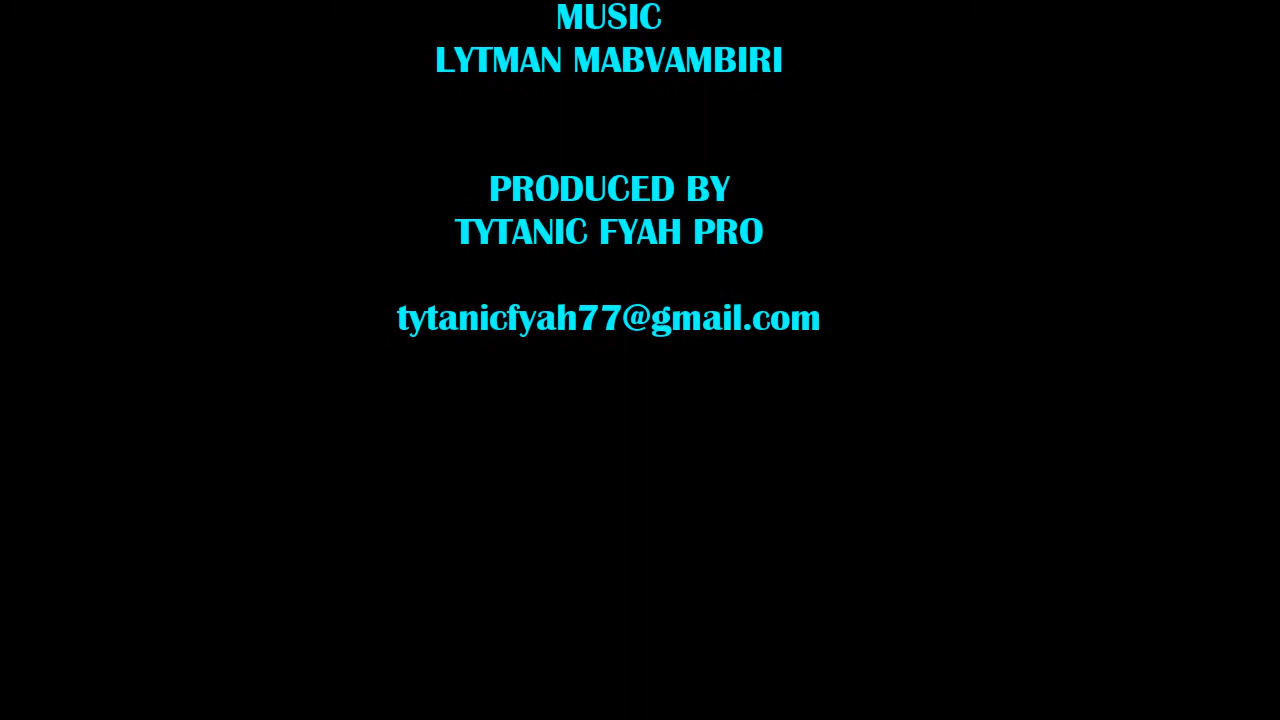 MUSIC
LYTMAN MABVAMBIRI
PRODUCED BY
TYTANIC FYAH PRO
tytanicfyah77@gmail.com